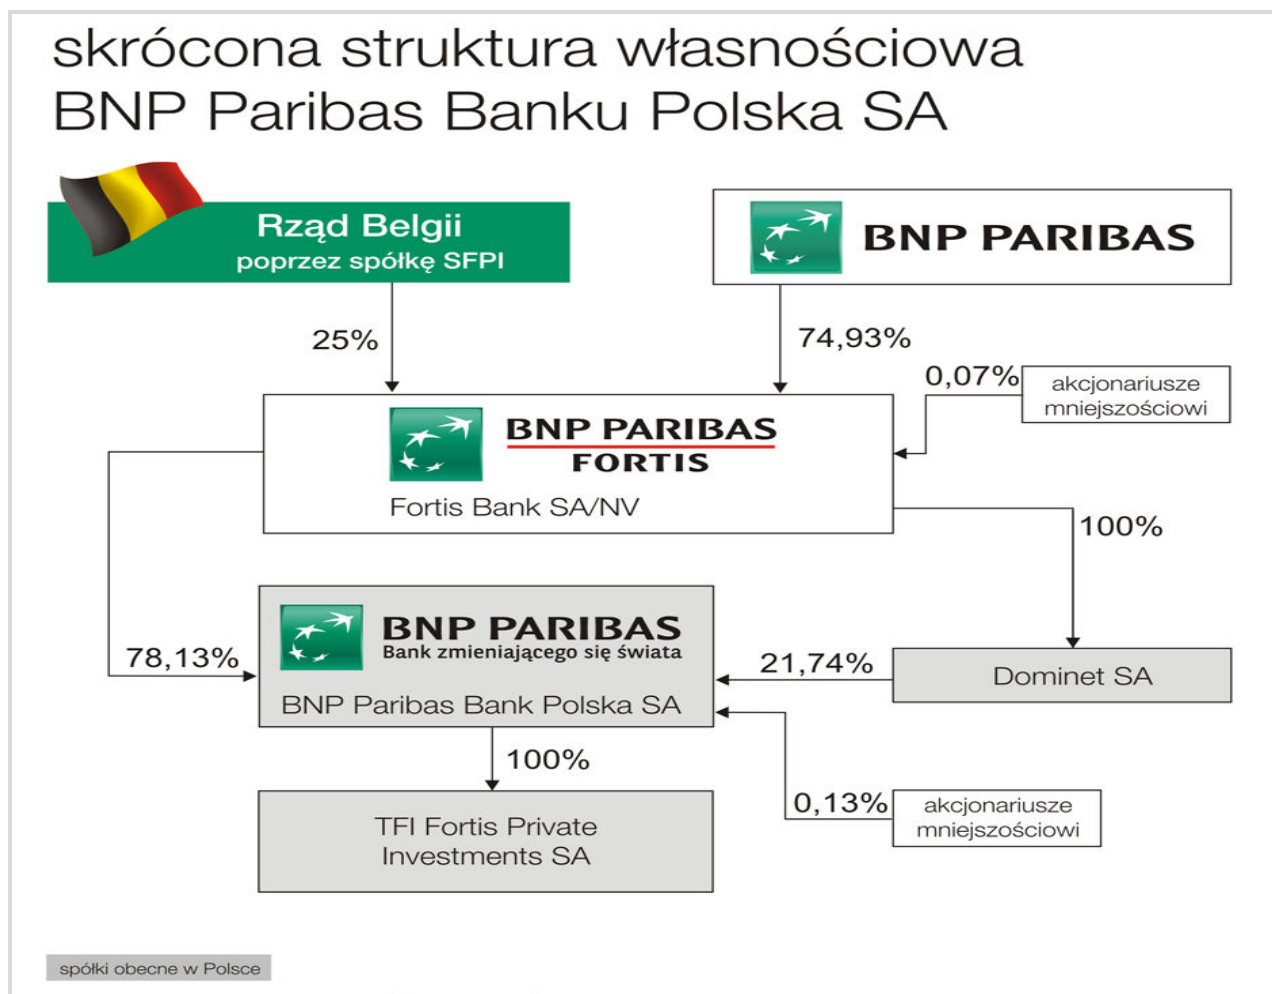 skrócona struktura własnościowa
BNP Paribas Banku Polska SA
Rząd Belgii
poprzez spółkę SFPI
BNP PARIBAS
25%
74,93%
0,07%
akcjonariusze
mniejszościowi
BNP PARIBAS
FORTIS
Fortis Bank SA/NV
100%
BNP PARIBAS
Bank zmieniającego się świata
BNP Paribas Bank Polska SA
78,13%
21,74%
Dominet SA
100%
0,13%
akcjonariusze
mniejszościowi
TFI Fortis Private
Investments SA
spółki obecne w Polsce